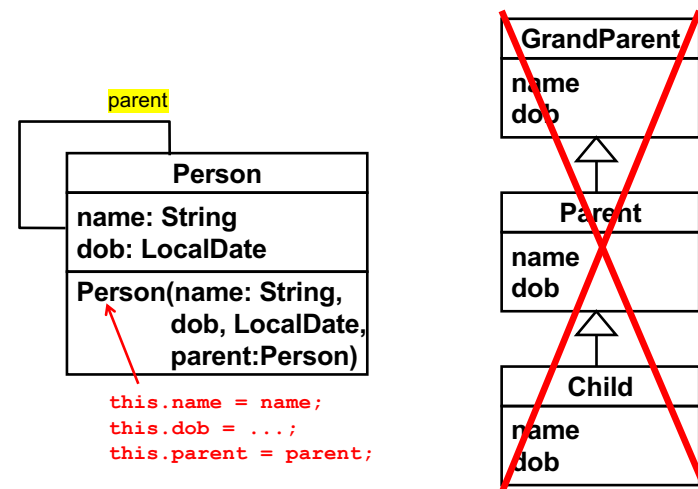 parent
Person
name: String
dob: LocalDate
Person(name: String,
dob, LocalDate,
parent:Person)
this.name = name;
this.dob = ...;
this.parent = parent;
GrandParent
name
dob
Parent
name
dob
Child
name
dob